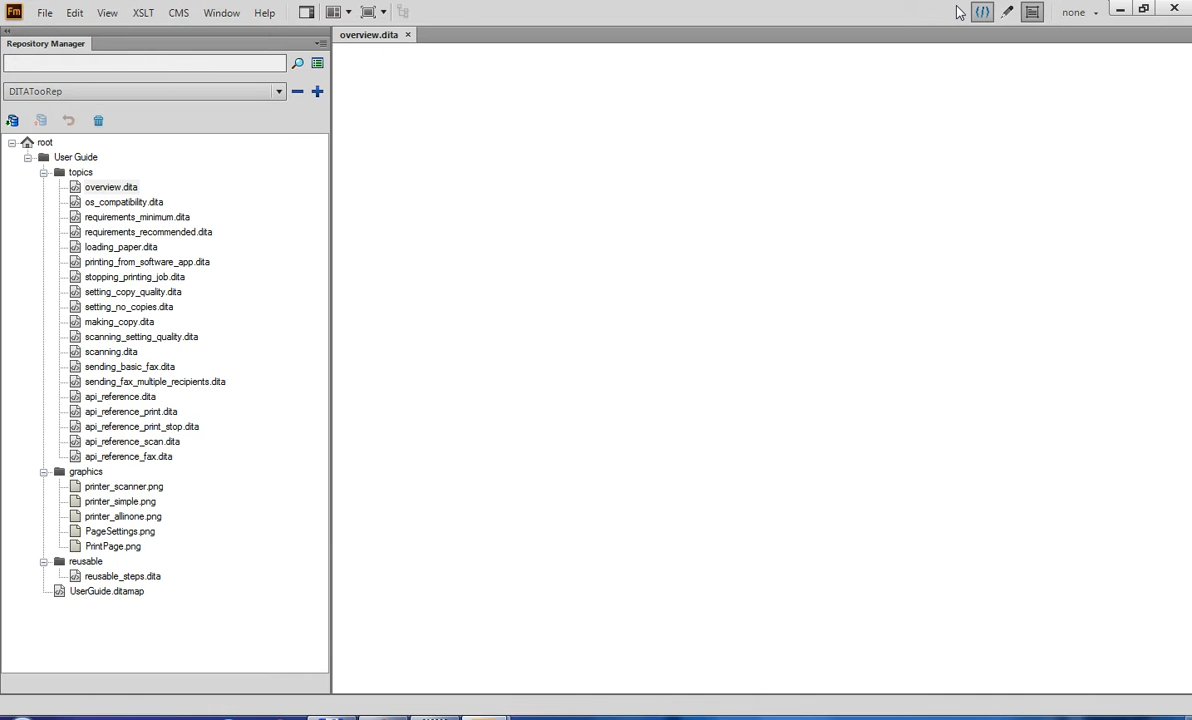 Fm File Edit View XSLT CMS Window Help none
Repository Manager
overview.dita
DITATooRep
root
User Guide
topics
overview.dita
os_compatibility.dita
requirements_minimum.dita
requirements_recommended.dita
loading_paper.dita
printing_from_software_app.dita
stopping_printing_job.dita
setting_copy_quality.dita
setting_no_copies.dita
making_copy.dita
scanning_setting_quality.dita
scanning.dita
sending_basic_fax.dita
sending_fax_multiple_recipients.dita
api_reference.dita
api_reference_print.dita
api_reference_print_stop.dita
api_reference_scan.dita
api_reference_fax.dita
graphics
printer_scanner.png
printer_simple.png
printer_allinone.png
PageSettings.png
PrintPage.png
reusable
reusable_steps.dita
UserGuide.ditamap